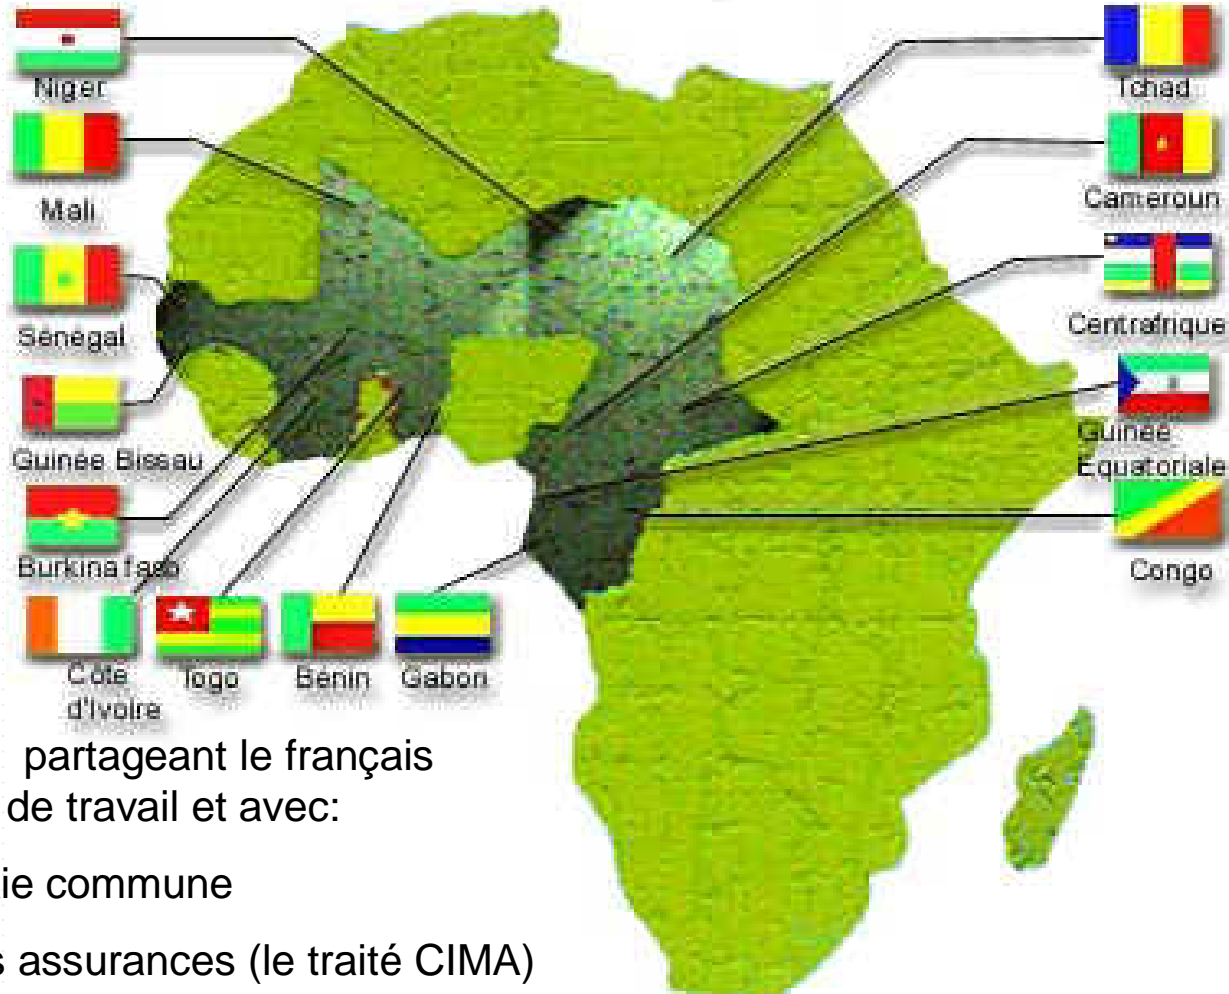 Niger
Mali
Sénégal
Guinée Bissau
Burkina faso
Côte
d'Ivoire
Togo
Bénin
Gabon
Tchad
Cameroun
Centrafrique
Guinée
Equatoriale
Congo
partageant le français
de travail et avec:
ie commune
s assurances (le traité CIMA)